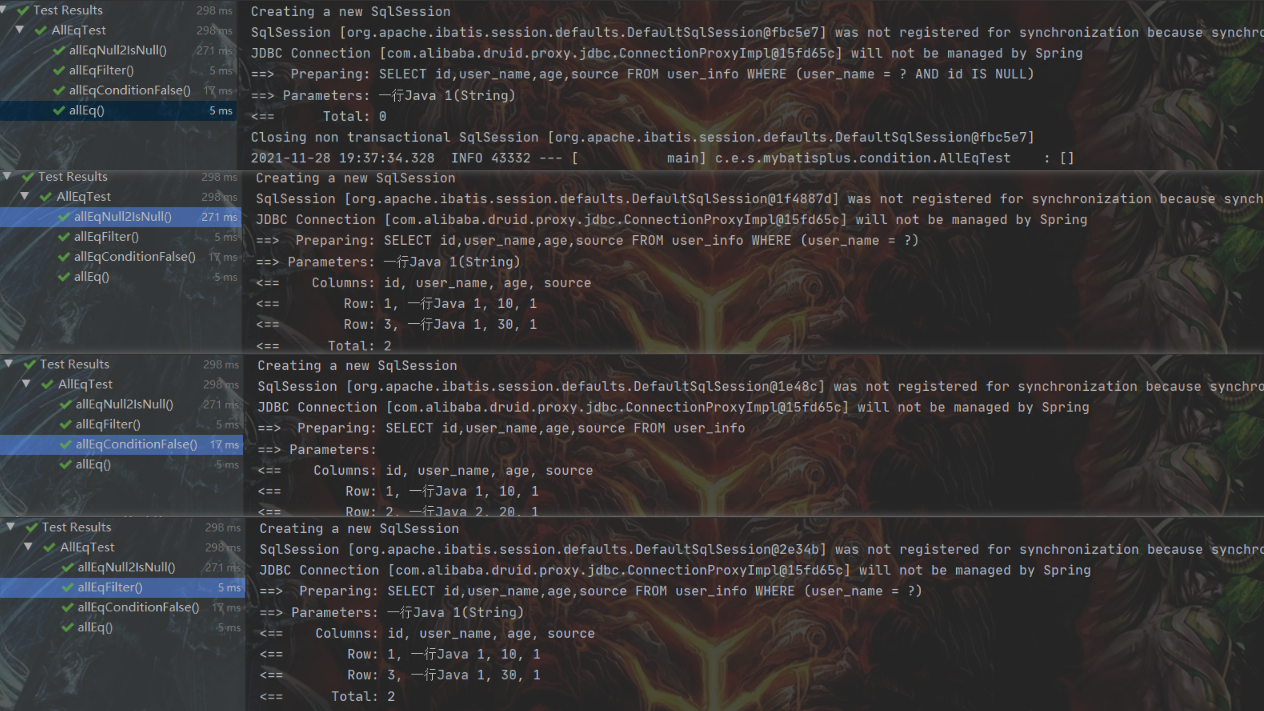 Test Results 298 ms
AllEqTest 298 ms
allEqNull2IsNull() 271 ms
allEqFilter() 5 ms
allEqConditionFalse() 17 ms
allEq() 5 ms
Creating a new SqlSession
SqlSession [org.apache.ibatis.session.defaults.DefaultSqlSession@fbc5e7] was not registered for synchronization because synchro
JDBC Connection [com.alibaba.druid.proxy.jdbc.ConnectionProxyImpl@15fd65c] will not be managed by Spring
==>  Preparing: SELECT id,user_name,age,source FROM user_info WHERE (user_name = ? AND id IS NULL)
==> Parameters: 一行Java 1(String)
<==      Total: 0
Closing non transactional SqlSession [org.apache.ibatis.session.defaults.DefaultSqlSession@fbc5e7]
2021-11-28 19:37:34.328  INFO 43332 --- [           main] c.e.s.mybatisplus.condition.AllEqTest    : []
Test Results 298 ms
AllEqTest 298 ms
allEqNull2IsNull() 271 ms
allEqFilter() 5 ms
allEqConditionFalse() 17 ms
allEq() 5 ms
Creating a new SqlSession
SqlSession [org.apache.ibatis.session.defaults.DefaultSqlSession@1f4887d] was not registered for synchronization because synch
JDBC Connection [com.alibaba.druid.proxy.jdbc.ConnectionProxyImpl@15fd65c] will not be managed by Spring
==>  Preparing: SELECT id,user_name,age,source FROM user_info WHERE (user_name = ?)
==> Parameters: 一行Java 1(String)
<==    Columns: id, user_name, age, source
<==        Row: 1, 一行Java 1, 10, 1
<==        Row: 3, 一行Java 1, 30, 1
<==      Total: 2
Test Results 298 ms
AllEqTest 298 ms
allEqNull2IsNull() 271 ms
allEqFilter() 5 ms
allEqConditionFalse() 17 ms
allEq() 5 ms
Creating a new SqlSession
SqlSession [org.apache.ibatis.session.defaults.DefaultSqlSession@1e48c] was not registered for synchronization because synchro
JDBC Connection [com.alibaba.druid.proxy.jdbc.ConnectionProxyImpl@15fd65c] will not be managed by Spring
==>  Preparing: SELECT id,user_name,age,source FROM user_info
==> Parameters:
<==    Columns: id, user_name, age, source
<==        Row: 1, 一行Java 1, 10, 1
<==        Row: 2, 一行Java 2, 20, 1
Test Results 298 ms
AllEqTest 298 ms
allEqNull2IsNull() 271 ms
allEqFilter() 5 ms
allEqConditionFalse() 17 ms
allEq() 5 ms
Creating a new SqlSession
SqlSession [org.apache.ibatis.session.defaults.DefaultSqlSession@2e34b] was not registered for synchronization because synchro
JDBC Connection [com.alibaba.druid.proxy.jdbc.ConnectionProxyImpl@15fd65c] will not be managed by Spring
==>  Preparing: SELECT id,user_name,age,source FROM user_info WHERE (user_name = ?)
==> Parameters: 一行Java 1(String)
<==    Columns: id, user_name, age, source
<==        Row: 1, 一行Java 1, 10, 1
<==        Row: 3, 一行Java 1, 30, 1
<==      Total: 2